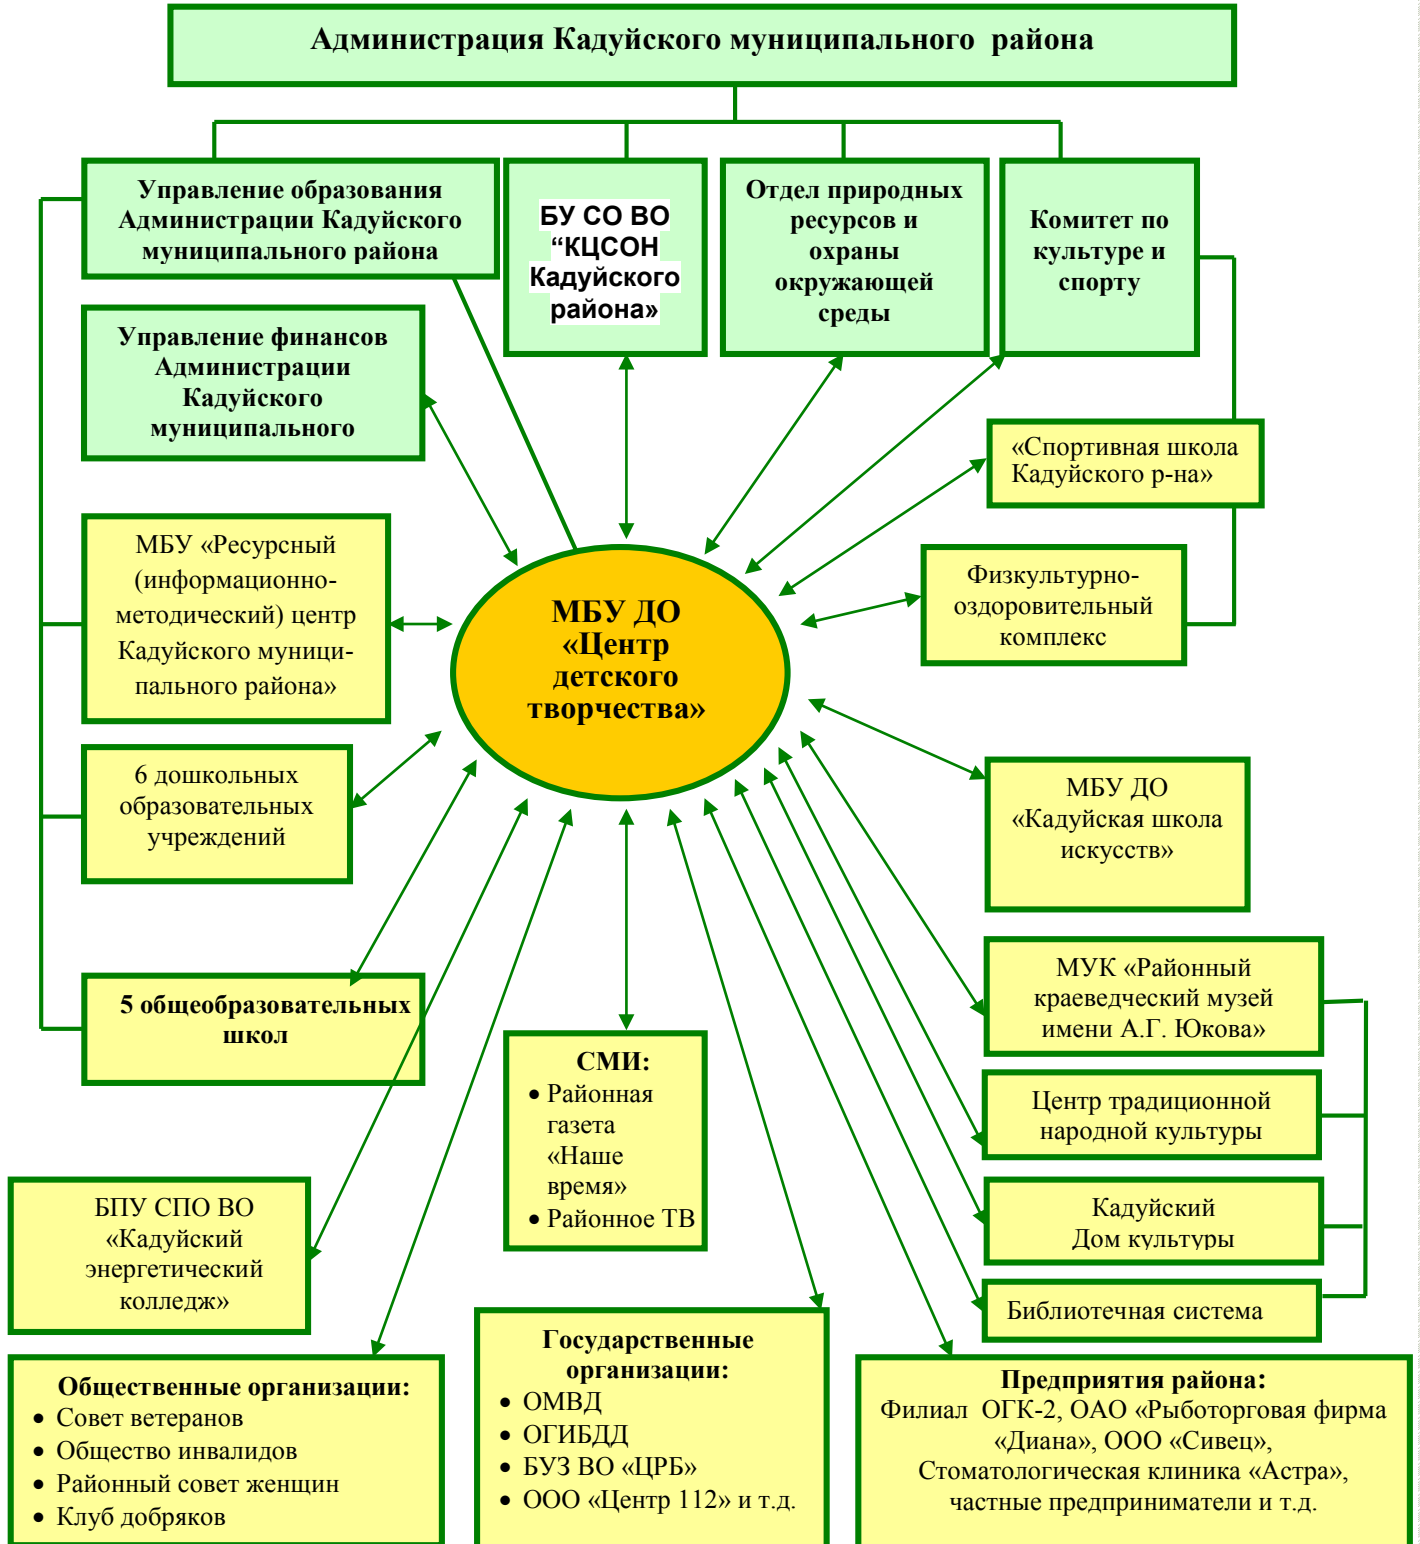 Администрация Кадуйского муниципального района
Управление образования
Администрации Кадуйского
муниципального района
БУ СО ВО
“КЦСОН
Кадуйского
района»
Отдел природных
ресурсов и
охраны
окружающей
среды
Комитет по
культуре и
спорту
Управление финансов
Администрации
Кадуйского
муниципального
«Спортивная школа
Кадуйского р-на»
МБУ «Ресурсный
(информационно-
методический) центр
Кадуйского муници-
пального района»
Физкультурно-
оздоровительный
комплекс
МБУ ДО
«Центр
детского
творчества»
6 дошкольных
образовательных
учреждений
МБУ ДО
«Кадуйская школа
искусств»
5 общеобразовательных
школ
МУК «Районный
краеведческий музей
имени А.Г. Юкова»
СМИ:
• Районная
газета
«Наше
время»
• Районное ТВ
Центр традиционной
народной культуры
БПУ СПО ВО
«Кадуйский
энергетический
колледж»
Кадуйский
Дом культуры
Библиотечная система
Общественные организации:
• Совет ветеранов
• Общество инвалидов
• Районный совет женщин
• Клуб добряков
Государственные
организации:
• ОМВД
• ОГИБДД
• БУЗ ВО «ЦРБ»
• ООО «Центр 112» и т.д.
Предприятия района:
Филиал ОГК-2, ОАО «Рыботорговая фирма
«Диана», ООО «Сивец»,
Стоматологическая клиника «Астра»,
частные предприниматели и т.д.